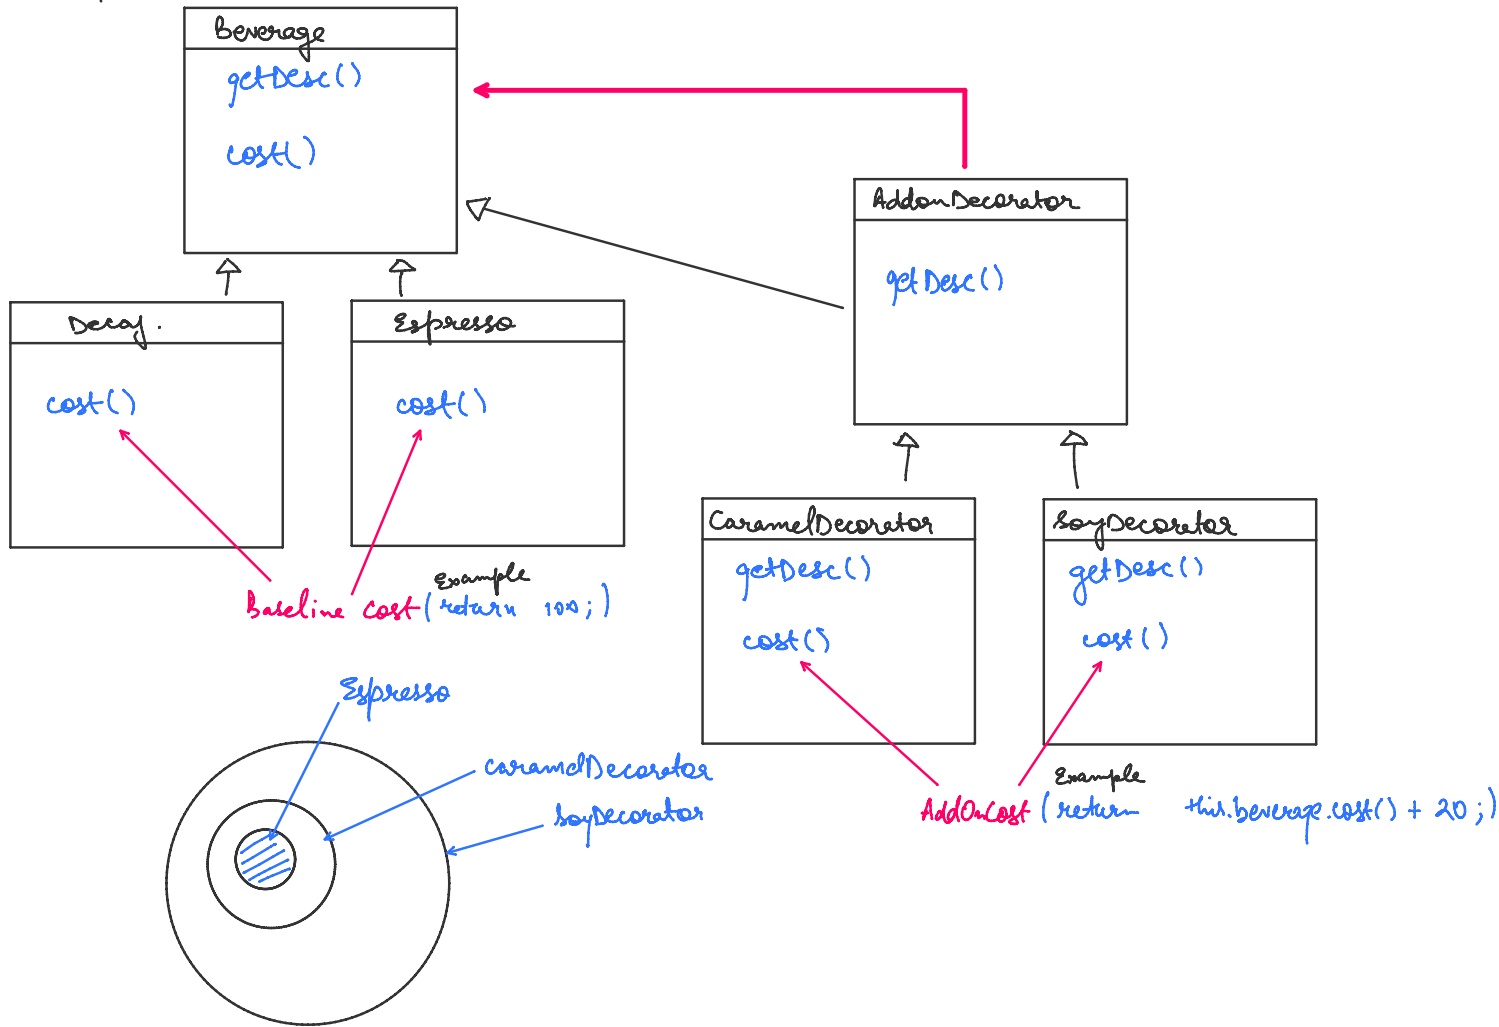 Beverage
getDesc()
cost()
AddonDecorator
getDesc()
Decaf.
cost()
Espresso
cost()
CaramelDecorator
getDesc()
cost()
SoyDecorator
getDesc()
cost()
Example
Baseline cost (return 100;)
Espresso
caramelDecorator
soyDecorator
Example
AddOnCost (return this.beverage.cost() + 20;)